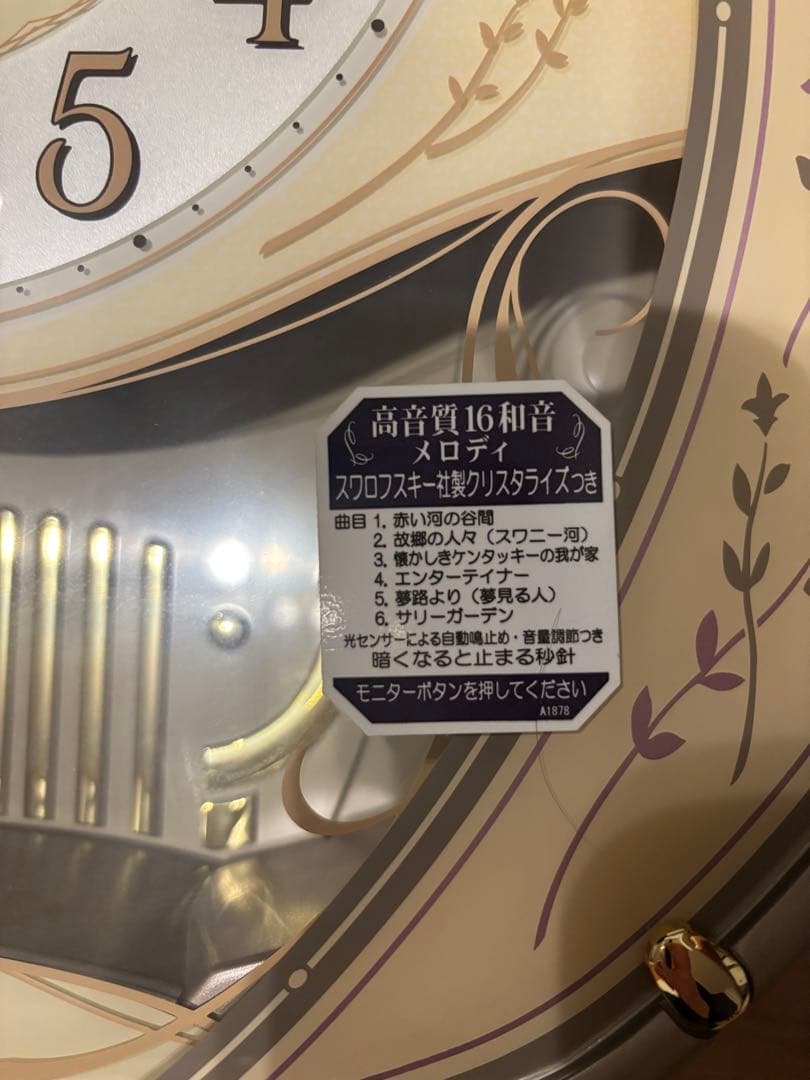 4
5
高音質16和音
メロディ
スワロフスキー社製クリスタライズつき
曲目 1. 赤い河の谷間
2. 故郷の人々(スワニー河)
3. 懐かしきケンタッキーの我が家
4. エンターテイナー
5. 夢路より(夢見る人)
6. サリーガーデン
光センサーによる自動鳴止め・音量調節つき
暗くなると止まる秒針
モニターボタンを押してください
A1878